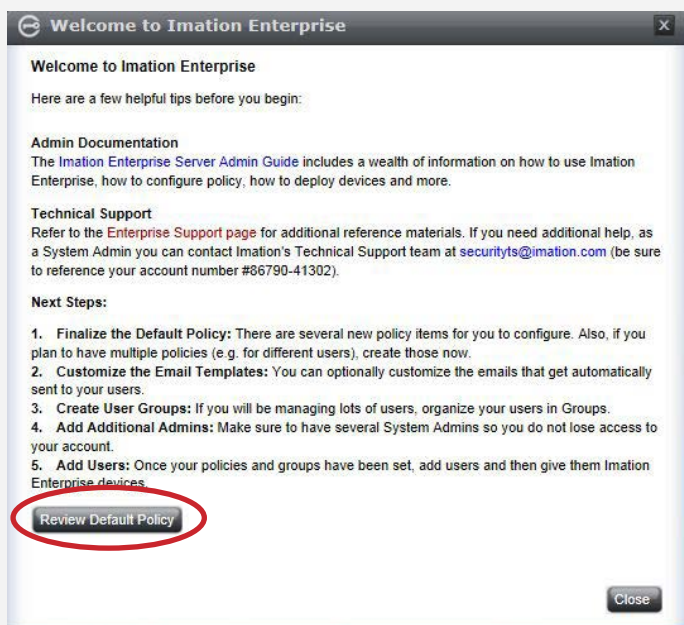 Welcome to Imation Enterprise
X
Welcome to Imation Enterprise
Here are a few helpful tips before you begin:
Admin Documentation
The Imation Enterprise Server Admin Guide includes a wealth of information on how to use Imation
Enterprise, how to configure policy, how to deploy devices and more.
Technical Support
Refer to the Enterprise Support page for additional reference materials. If you need additional help, as
a System Admin you can contact Imation's Technical Support team at securityts@imation.com (be sure
to reference your account number #86790-41302).
Next Steps:
1. Finalize the Default Policy: There are several new policy items for you to configure. Also, if you
plan to have multiple policies (e.g. for different users), create those now.
2. Customize the Email Templates: You can optionally customize the emails that get automatically
sent to your users.
3. Create User Groups: If you will be managing lots of users, organize your users in Groups.
4. Add Additional Admins: Make sure to have several System Admins so you do not lose access to
your account.
5. Add Users: Once your policies and groups have been set, add users and then give them Imation
Enterprise devices.
Review Default Policy
Close